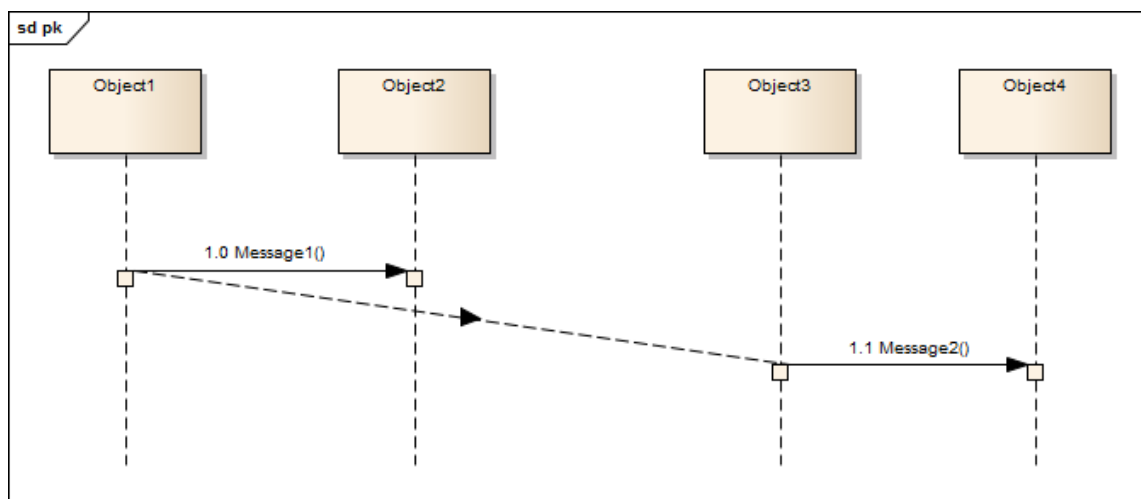 sd pk
Object1
Object2
Object3
Object4
1.0 Message1()
1.1 Message2()